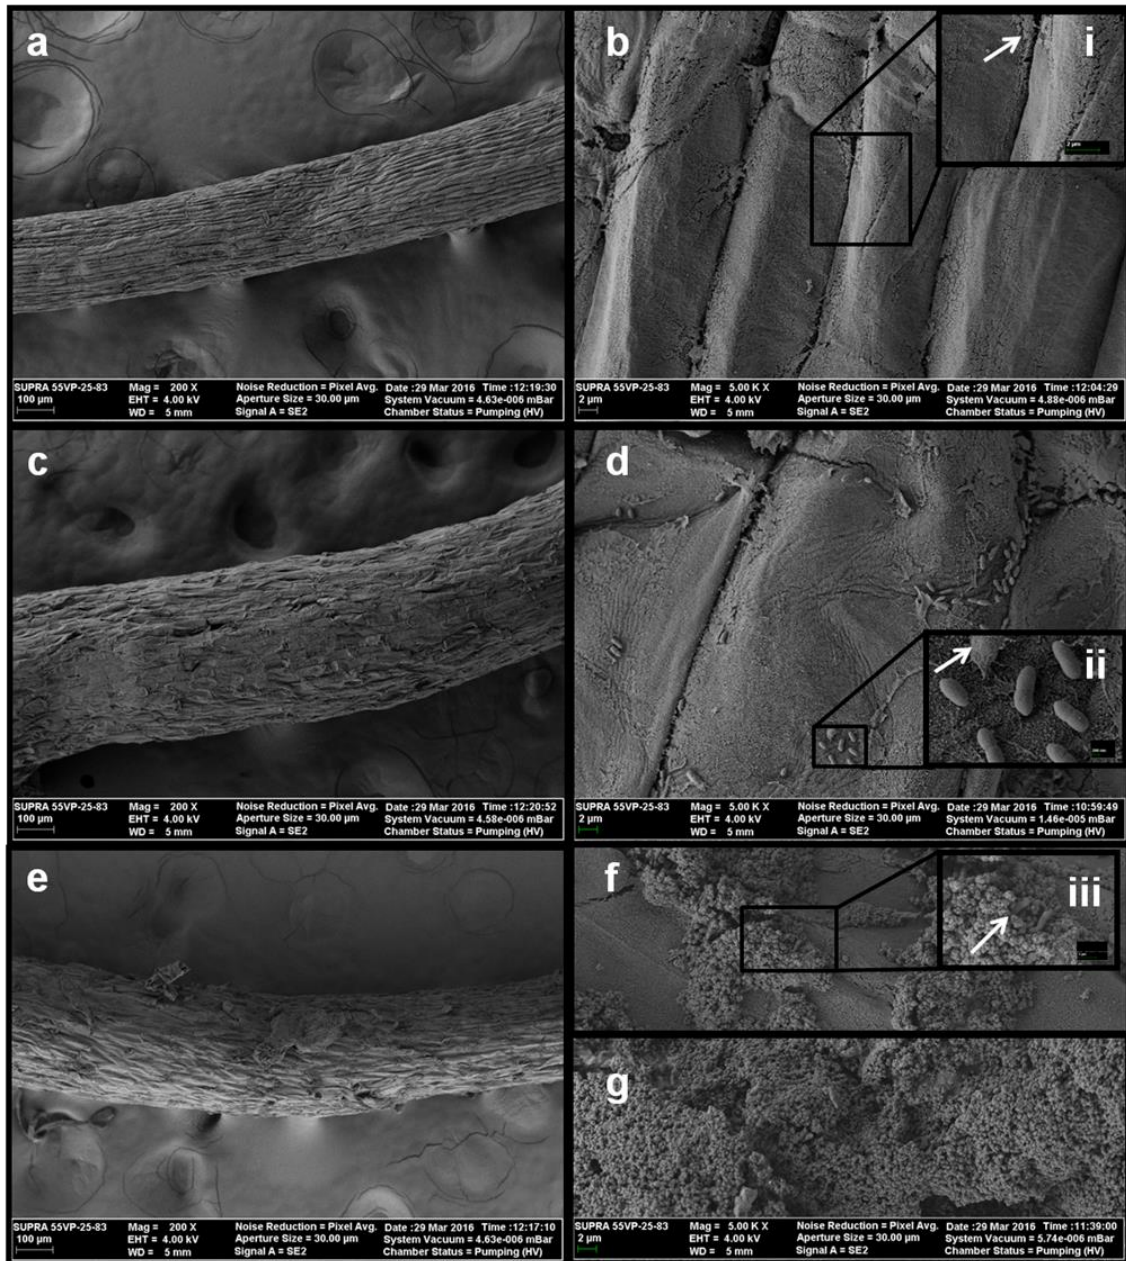 a
b
i
2 µm
SUPRA 55VP-25-83 Mag = 200 X Noise Reduction = Pixel Avg. Date :29 Mar 2016 Time :12:19:30
100 µm EHT = 4.00 kV Aperture Size = 30.00 µm System Vacuum = 4.63e-006 mBar
WD = 5 mm Signal A = SE2 Chamber Status = Pumping (HV)
SUPRA 55VP-25-83 Mag = 5.00 K X Noise Reduction = Pixel Avg. Date :29 Mar 2016 Time :12:04:29
2 µm EHT = 4.00 kV Aperture Size = 30.00 µm System Vacuum = 4.88e-006 mBar
WD = 5 mm Signal A = SE2 Chamber Status = Pumping (HV)
c
d
ii
SUPRA 55VP-25-83 Mag = 200 X Noise Reduction = Pixel Avg. Date :29 Mar 2016 Time :12:20:52
100 µm EHT = 4.00 kV Aperture Size = 30.00 µm System Vacuum = 4.58e-006 mBar
WD = 5 mm Signal A = SE2 Chamber Status = Pumping (HV)
SUPRA 55VP-25-83 Mag = 5.00 K X Noise Reduction = Pixel Avg. Date :29 Mar 2016 Time :10:59:49
2 µm EHT = 4.00 kV Aperture Size = 30.00 µm System Vacuum = 1.46e-005 mBar
WD = 5 mm Signal A = SE2 Chamber Status = Pumping (HV)
e
f
iii
g
SUPRA 55VP-25-83 Mag = 200 X Noise Reduction = Pixel Avg. Date :29 Mar 2016 Time :12:17:10
100 µm EHT = 4.00 kV Aperture Size = 30.00 µm System Vacuum = 4.63e-006 mBar
WD = 5 mm Signal A = SE2 Chamber Status = Pumping (HV)
SUPRA 55VP-25-83 Mag = 5.00 K X Noise Reduction = Pixel Avg. Date :29 Mar 2016 Time :11:39:00
2 µm EHT = 4.00 kV Aperture Size = 30.00 µm System Vacuum = 5.74e-006 mBar
WD = 5 mm Signal A = SE2 Chamber Status = Pumping (HV)